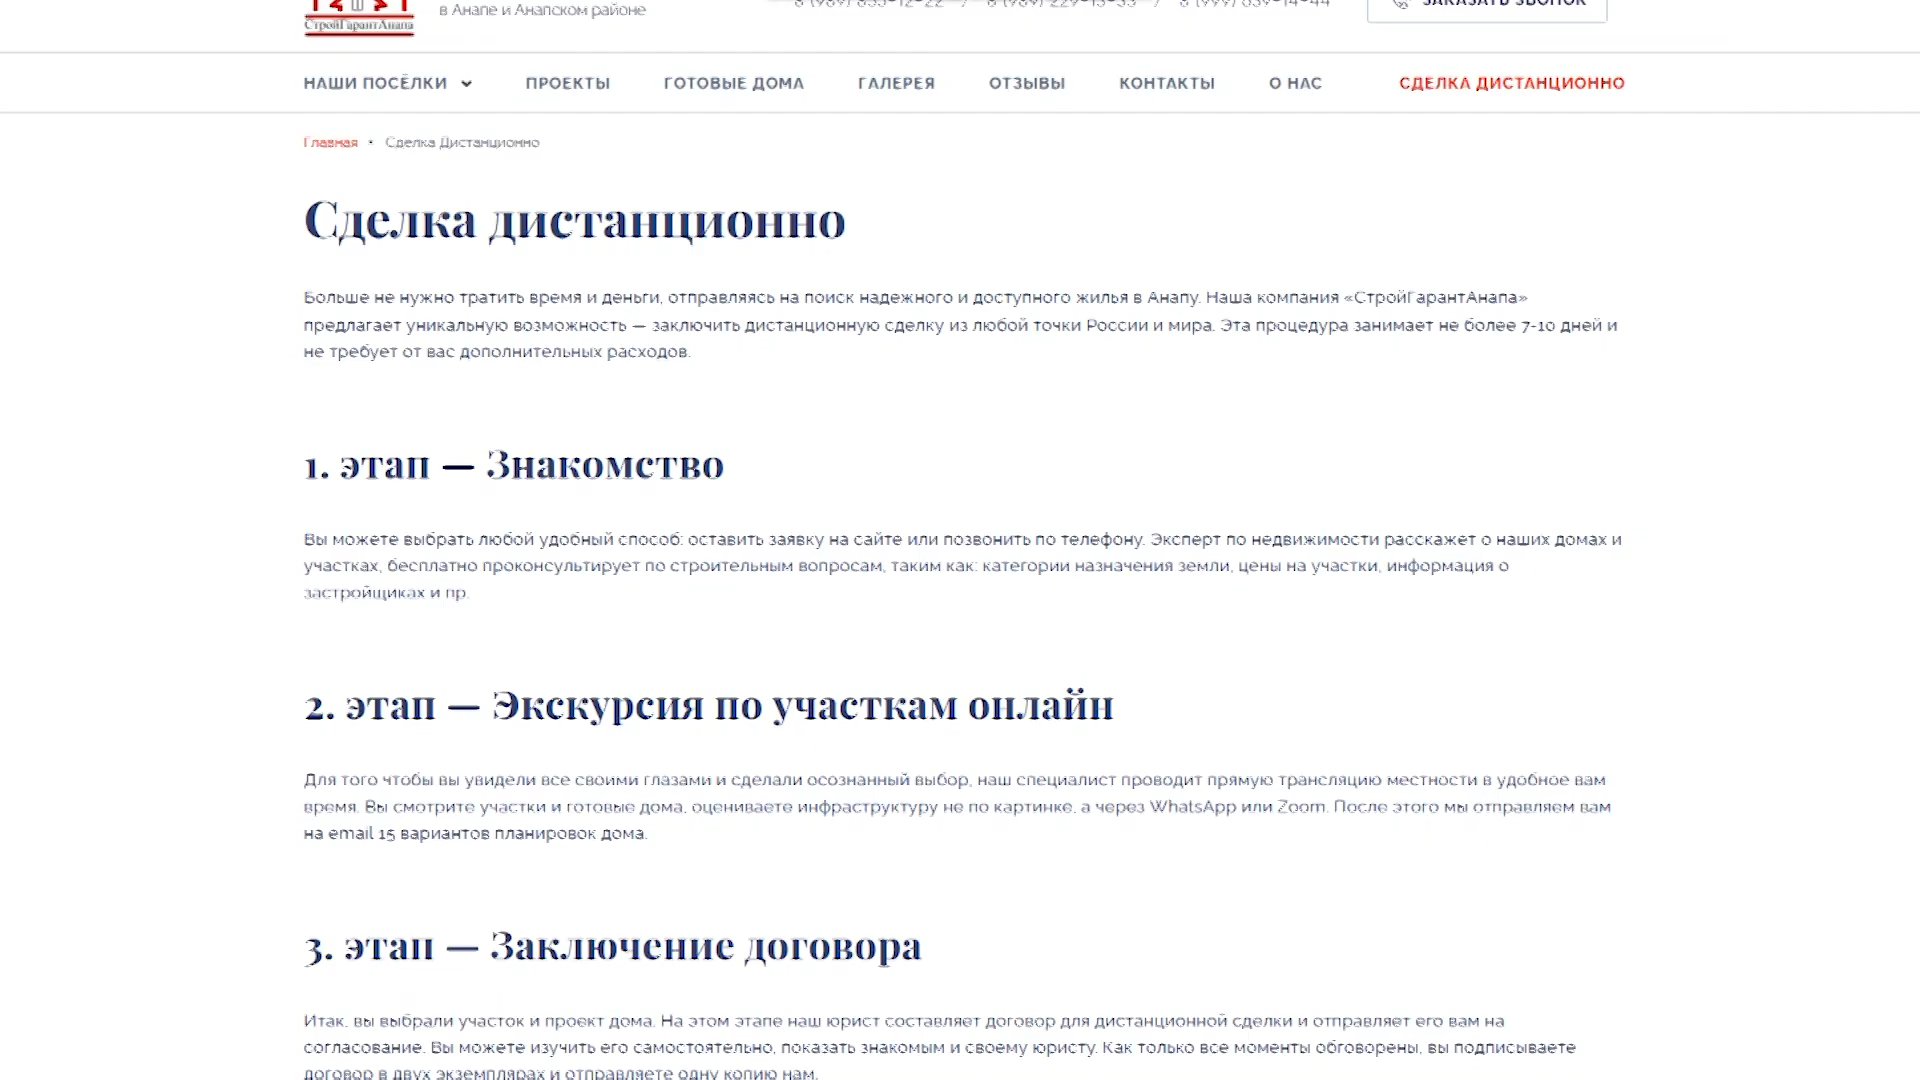 СтройГарантАнапа
в Анапе и Анапском районе
ЗАКАЗАТЬ ЗВОНОК
НАШИ ПОСЁЛКИ
ПРОЕКТЫ
ГОТОВЫЕ ДОМА
ГАЛЕРЕЯ
ОТЗЫВЫ
КОНТАКТЫ
О НАС
СДЕЛКА ДИСТАНЦИОННО
Главная • Сделка Дистанционно
Сделка дистанционно
Больше не нужно тратить время и деньги, отправляясь на поиск надежного и доступного жилья в Анапу. Наша компания «СтройГарантАнапа»
предлагает уникальную возможность — заключить дистанционную сделку из любой точки России и мира. Эта процедура занимает не более 7-10 дней и
не требует от вас дополнительных расходов.
1. этап — Знакомство
Вы можете выбрать любой удобный способ: оставить заявку на сайте или позвонить по телефону. Эксперт по недвижимости расскажет о наших домах и
участках, бесплатно проконсультирует по строительным вопросам, таким как: категории назначения земли, цены на участки, информация о
застройщиках и пр.
2. этап — Экскурсия по участкам онлайн
Для того чтобы вы увидели все своими глазами и сделали осознанный выбор, наш специалист проводит прямую трансляцию местности в удобное вам
время. Вы смотрите участки и готовые дома, оцениваете инфраструктуру не по картинке, а через WhatsApp или Zoom. После этого мы отправляем вам
на email 15 вариантов планировок дома.
3. этап — Заключение договора
Итак, вы выбрали участок и проект дома. На этом этапе наш юрист составляет договор для дистанционной сделки и отправляет его вам на
согласование. Вы можете изучить его самостоятельно, показать знакомым и своему юристу. Как только все моменты обговорены, вы подписываете
договор в двух экземплярах и отправляете одну копию нам.